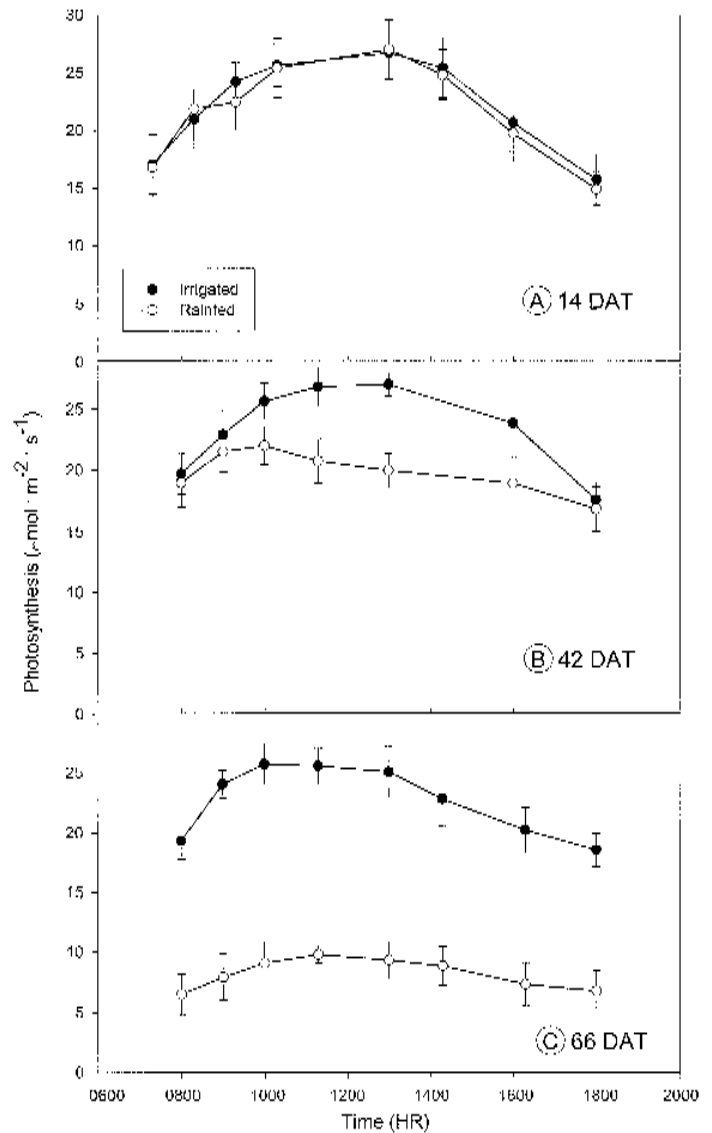 30
25
20
15
10
5
Irrigated
Rainfed
A 14 DAT
0
25
20
15
10
5
B 42 DAT
0
25
20
15
10
5
C 66 DAT
0
0600 0800 1000 1200 1400 1600 1800 2000
Time (HR)
Photosynthesis (μmol · m⁻² · s⁻¹)